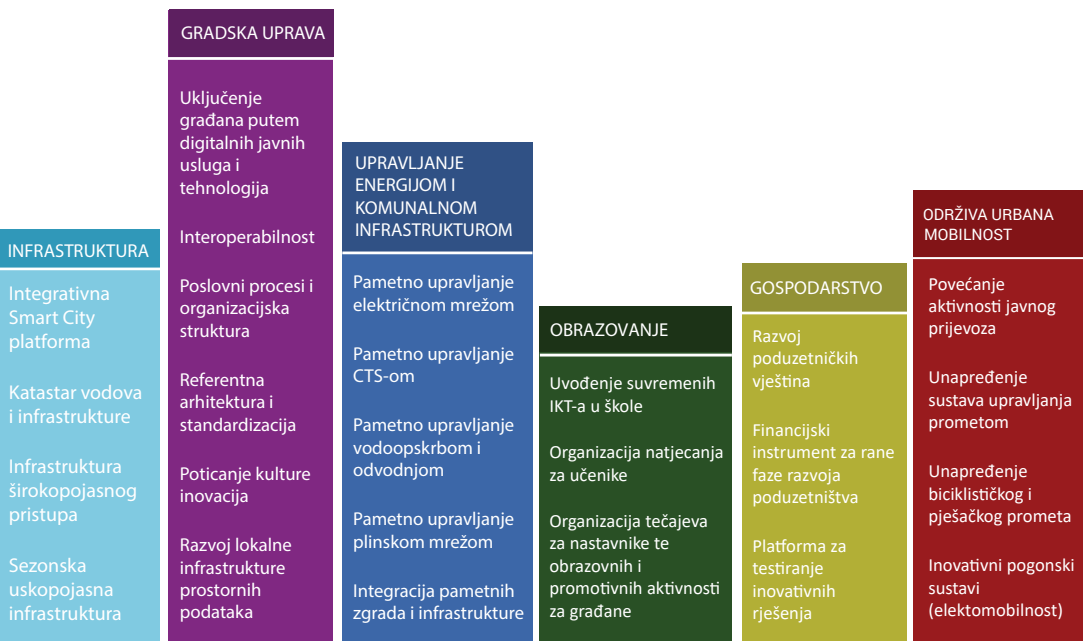 INFRASTRUKTURA
Integrativna
Smart City
platforma
Katastar vodova
i infrastrukture
Infrastruktura
širokopojasnog
pristupa
Sezonska
uskopojasna
infrastruktura
GRADSKA UPRAVA
Uključenje
građana putem
digitalnih javnih
usluga i
tehnologija
Interoperabilnost
Poslovni procesi i
organizacijska
struktura
Referentna
arhitektura i
standardizacija
Poticanje kulture
inovacija
Razvoj lokalne
infrastrukture
prostornih
podataka
UPRAVLJANJE
ENERGIJOM I
KOMUNALNOM
INFRASTRUKTUROM
Pametno upravljanje
električnom mrežom
Pametno upravljanje
CTS-om
Pametno upravljanje
vodoopskrbom i
odvodnjom
Pametno upravljanje
plinskom mrežom
Integracija pametnih
zgrada i infrastrukture
OBRAZOVANJE
Uvođenje suvremenih
IKT-a u škole
Organizacija natjecanja
za učenike
Organizacija tečajeva
za nastavnike te
obrazovnih i
promotivnih aktivnosti
za građane
GOSPODARSTVO
Razvoj
poduzetničkih
vještina
Financijski
instrument za rane
faze razvoja
poduzetništva
Platforma za
testiranje
inovativnih
rješenja
ODRŽIVA URBANA
MOBILNOST
Povećanje
aktivnosti javnog
prijevoza
Unapređenje
sustava upravljanja
prometom
Unapređenje
biciklističkog i
pješačkog prometa
Inovativni pogonski
sustavi
(elektomobilnost)